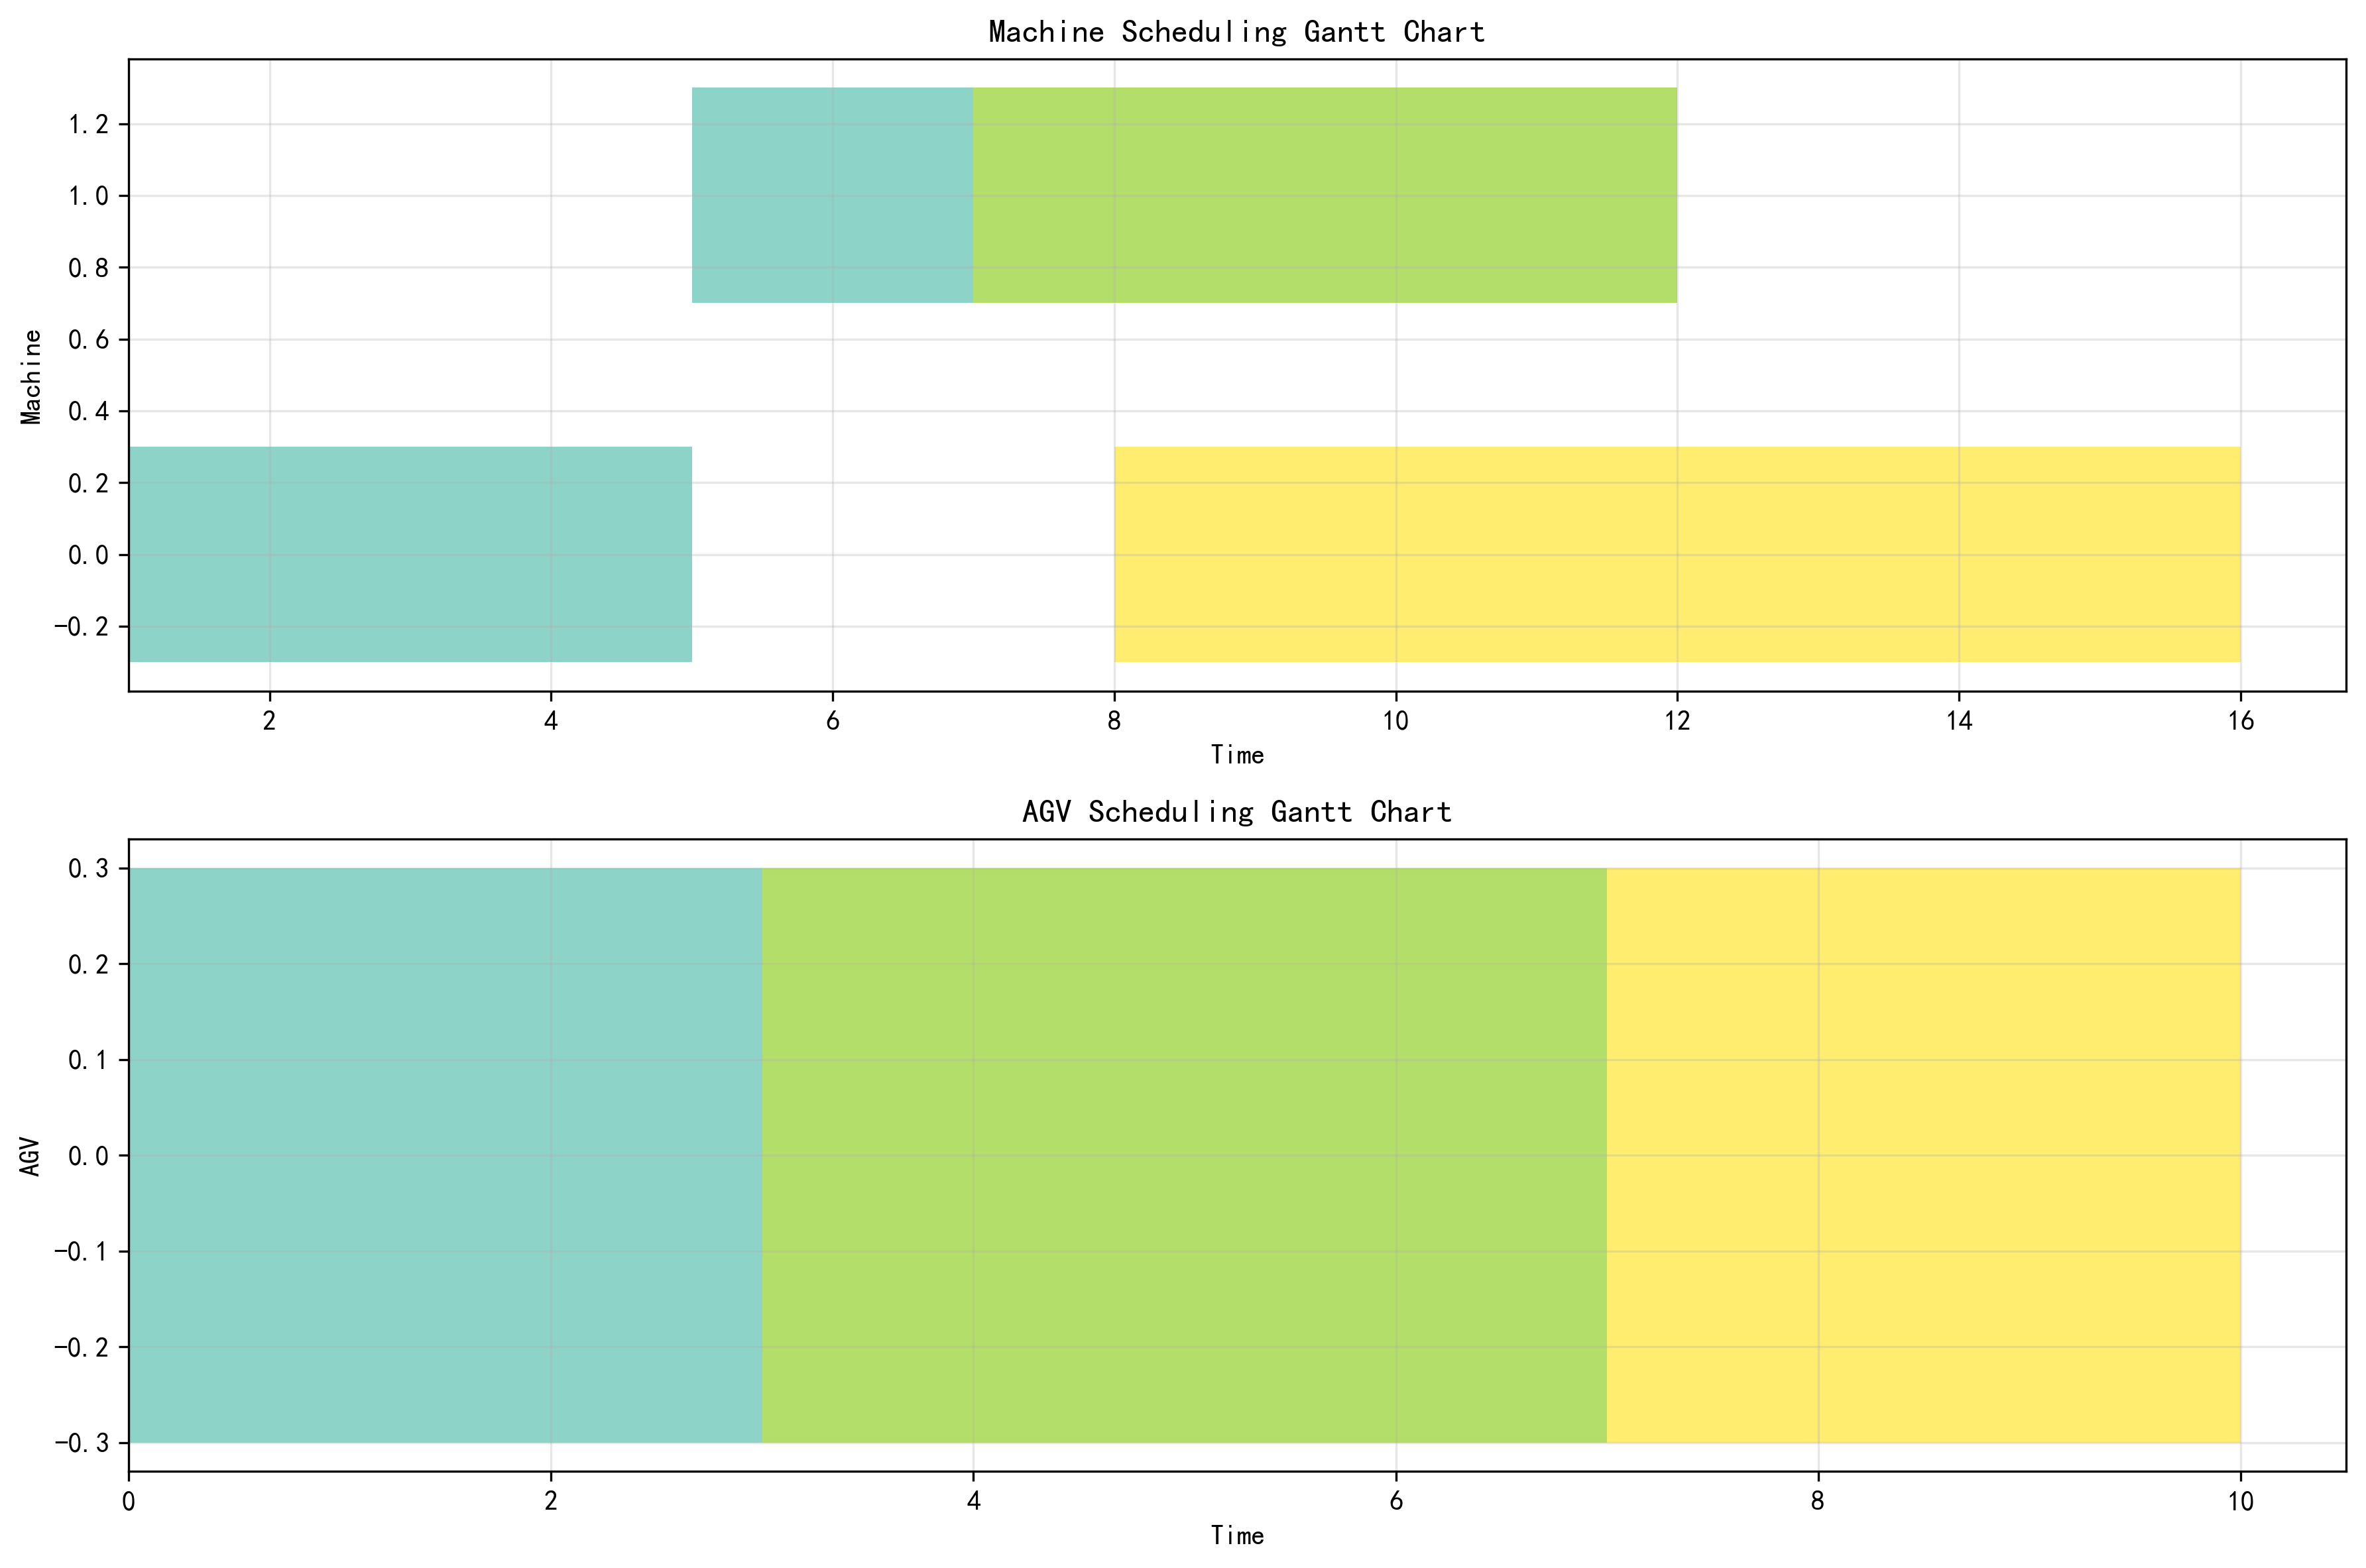 Machine Scheduling Gantt Chart
1.2
1.0
0.8
0.6
0.4
0.2
0.0
-0.2
Machine
2 4 6 8 10 12 14 16
Time
AGV Scheduling Gantt Chart
0.3
0.2
0.1
0.0
-0.1
-0.2
-0.3
AGV
0 2 4 6 8 10
Time